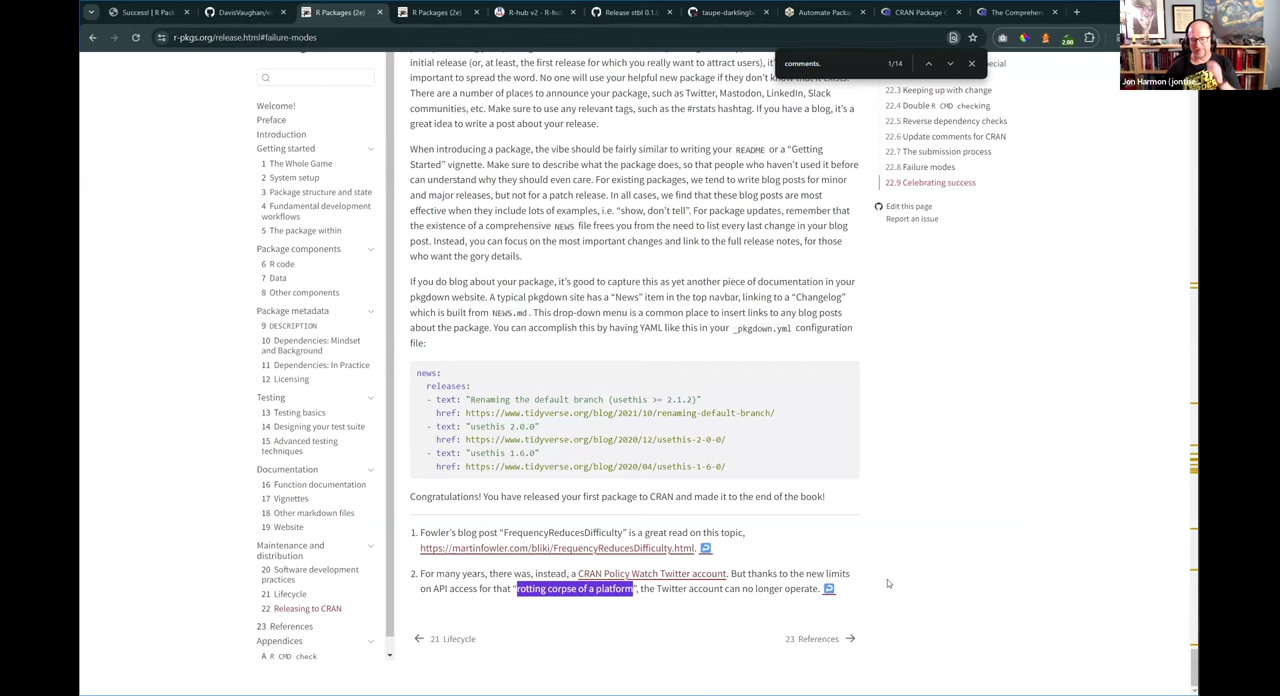 Success! | R Pack
DavisVaughan/e
R Packages (2e)
R Packages (2e)
R-hub v2 - R-hu
Release stbl 0.1.
taupe-darklingbe
Automate Packa
CRAN Package C
The Compreher
r-pkgs.org/release.html#failure-modes
2.00
comments.
1/14
Jon Harmon (jonthe
initial release (or, at least, the first release for which you really want to attract users), it'
important to spread the word. No one will use your helpful new package if they don't know that it exists.
There are a number of places to announce your package, such as Twitter, Mastodon, LinkedIn, Slack
communities, etc. Make sure to use any relevant tags, such as the #rstats hashtag. If you have a blog, it's a
great idea to write a post about your release.
When introducing a package, the vibe should be fairly similar to writing your README or a "Getting
Started" vignette. Make sure to describe what the package does, so that people who haven't used it before
can understand why they should even care. For existing packages, we tend to write blog posts for minor
and major releases, but not for a patch release. In all cases, we find that these blog posts are most
effective when they include lots of examples, i.e. "show, don't tell". For package updates, remember that
the existence of a comprehensive NEWS file frees you from the need to list every last change in your blog
post. Instead, you can focus on the most important changes and link to the full release notes, for those
who want the gory details.
If you do blog about your package, it's good to capture this as yet another piece of documentation in your
pkgdown website. A typical pkgdown site has a "News" item in the top navbar, linking to a "Changelog"
which is built from NEWS.md. This drop-down menu is a common place to insert links to any blog posts
about the package. You can accomplish this by having YAML like this in your _pkgdown.yml configuration
file:
news:
releases:
- text: "Renaming the default branch (usethis >= 2.1.2)"
href: https://www.tidyverse.org/blog/2021/10/renaming-default-branch/
- text: "usethis 2.0.0"
href: https://www.tidyverse.org/blog/2020/12/usethis-2-0-0/
- text: "usethis 1.6.0"
href: https://www.tidyverse.org/blog/2020/04/usethis-1-6-0/
Congratulations! You have released your first package to CRAN and made it to the end of the book!
1. Fowler's blog post "FrequencyReducesDifficulty" is a great read on this topic,
https://martinfowler.com/bliki/FrequencyReducesDifficulty.html.
2. For many years, there was, instead, a CRAN Policy Watch Twitter account. But thanks to the new limits
on API access for that "rotting corpse of a platform", the Twitter account can no longer operate.
21 Lifecycle
23 References
Welcome!
Preface
Introduction
Getting started
1 The Whole Game
2 System setup
3 Package structure and state
4 Fundamental development
workflows
5 The package within
Package components
6 R code
7 Data
8 Other components
Package metadata
9 DESCRIPTION
10 Dependencies: Mindset
and Background
11 Dependencies: In Practice
12 Licensing
Testing
13 Testing basics
14 Designing your test suite
15 Advanced testing
techniques
Documentation
16 Function documentation
17 Vignettes
18 Other markdown files
19 Website
Maintenance and
distribution
20 Software development
practices
21 Lifecycle
22 Releasing to CRAN
23 References
Appendices
A R CMD check
pecial
22.3 Keeping up with change
22.4 Double R CMD checking
22.5 Reverse dependency checks
22.6 Update comments for CRAN
22.7 The submission process
22.8 Failure modes
22.9 Celebrating success
Edit this page
Report an issue